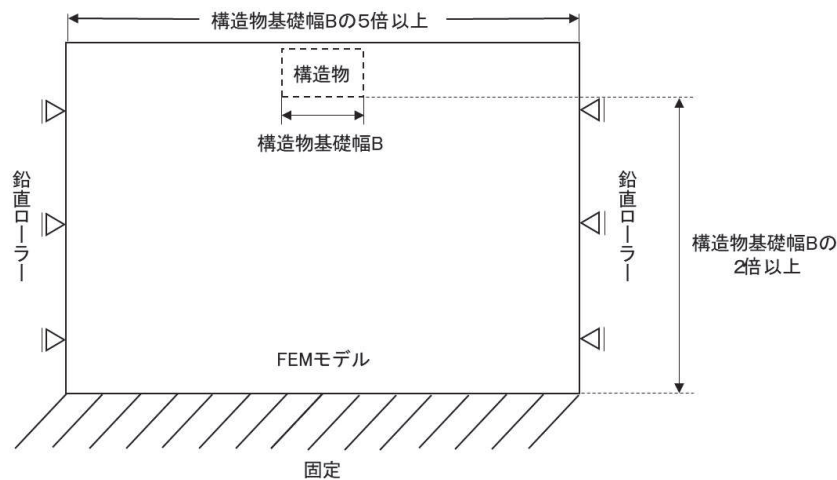 構造物基礎幅Bの5倍以上
構造物
構造物基礎幅B
鉛直ローラー
鉛直ローラー
構造物基礎幅Bの
2倍以上
FEMモデル
固定